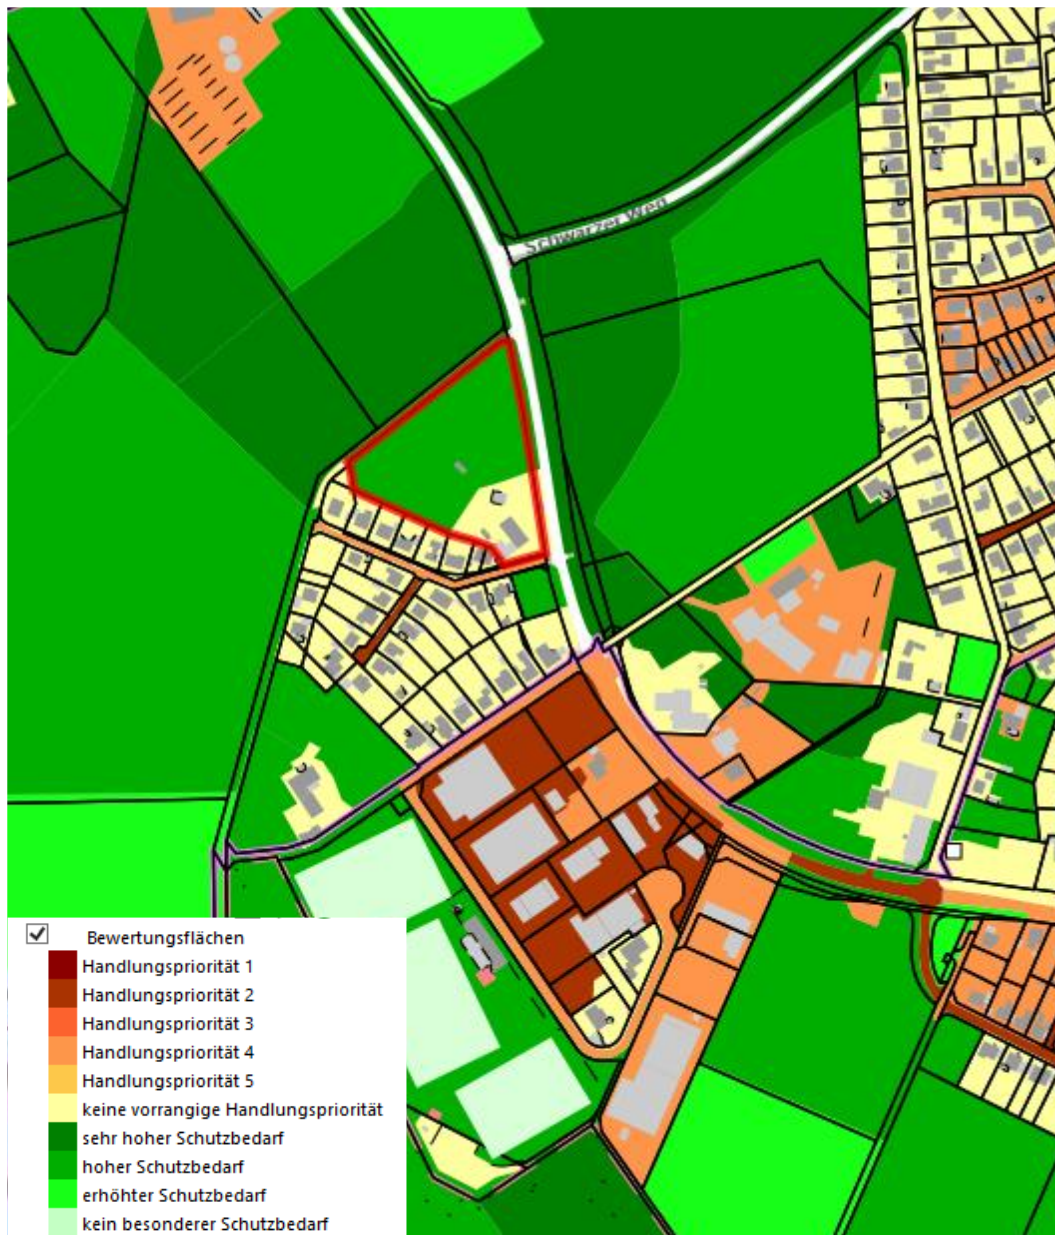 Schwarzer Weg
Bewertungsflächen
Handlungspriorität 1
Handlungspriorität 2
Handlungspriorität 3
Handlungspriorität 4
Handlungspriorität 5
keine vorrangige Handlungspriorität
sehr hoher Schutzbedarf
hoher Schutzbedarf
erhöhter Schutzbedarf
kein besonderer Schutzbedarf